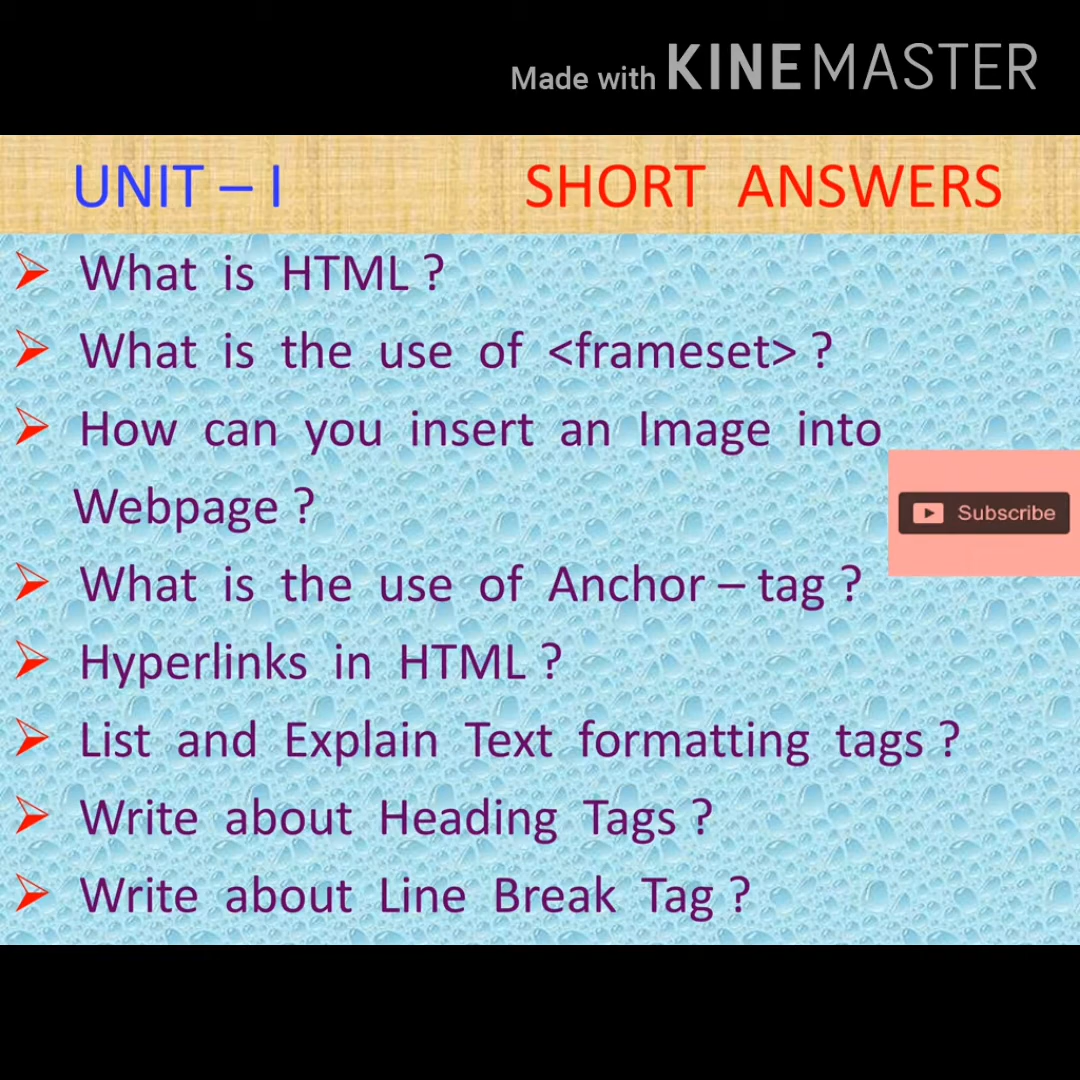 Made with KINEMASTER
UNIT – I SHORT ANSWERS
What is HTML ?
What is the use of <frameset> ?
How can you insert an Image into
Webpage ?
Subscribe
What is the use of Anchor – tag ?
Hyperlinks in HTML ?
List and Explain Text formatting tags ?
Write about Heading Tags ?
Write about Line Break Tag ?